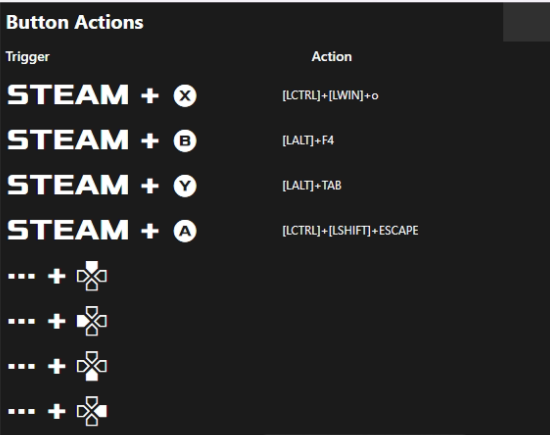 Button Actions
Trigger Action
STEAM + X [LCTRL]+[LWIN]+o
STEAM + B [LALT]+F4
STEAM + Y [LALT]+TAB
STEAM + A [LCTRL]+[LSHIFT]+ESCAPE
... +
... +
... +
... +